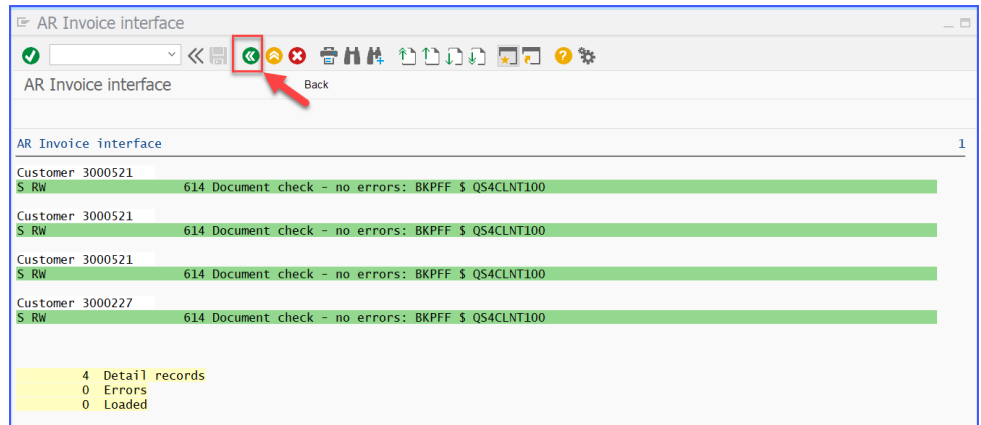 AR Invoice interface
AR Invoice interface
Back
AR Invoice interface 1
Customer 3000521
S RW 614 Document check - no errors: BKPFF $ QS4CLNT100
Customer 3000521
S RW 614 Document check - no errors: BKPFF $ QS4CLNT100
Customer 3000521
S RW 614 Document check - no errors: BKPFF $ QS4CLNT100
Customer 3000227
S RW 614 Document check - no errors: BKPFF $ QS4CLNT100
4 Detail records
0 Errors
0 Loaded